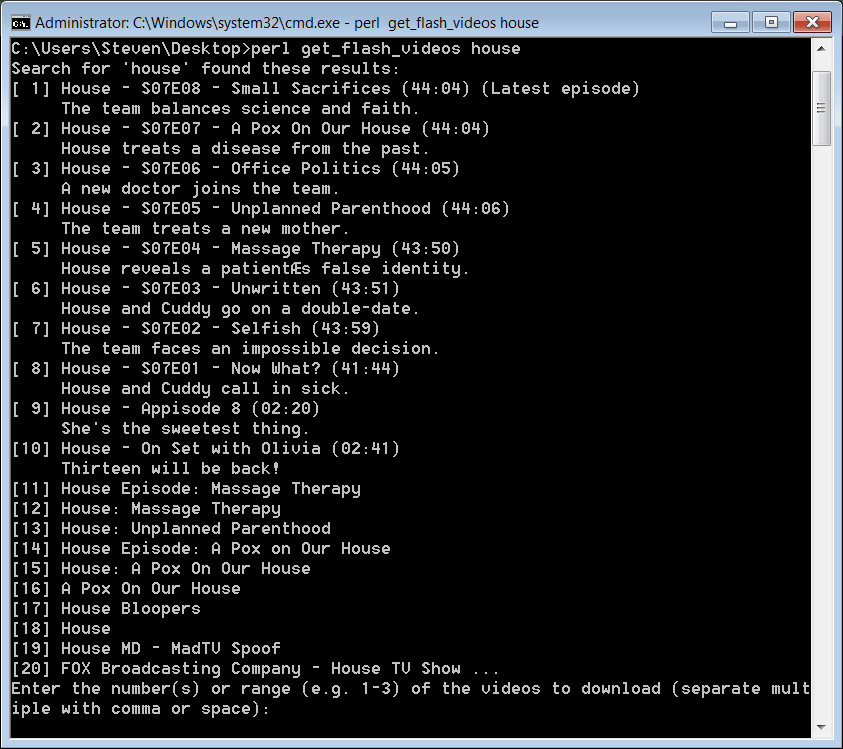 Administrator: C:\Windows\system32\cmd.exe - perl  get_flash_videos house
C:\Users\Steven\Desktop>perl get_flash_videos house
Search for 'house' found these results:
[ 1] House - S07E08 - Small Sacrifices (44:04) (Latest episode)
     The team balances science and faith.
[ 2] House - S07E07 - A Pox On Our House (44:04)
     House treats a disease from the past.
[ 3] House - S07E06 - Office Politics (44:05)
     A new doctor joins the team.
[ 4] House - S07E05 - Unplanned Parenthood (44:06)
     The team treats a new mother.
[ 5] House - S07E04 - Massage Therapy (43:50)
     House reveals a patientÆs false identity.
[ 6] House - S07E03 - Unwritten (43:51)
     House and Cuddy go on a double-date.
[ 7] House - S07E02 - Selfish (43:59)
     The team faces an impossible decision.
[ 8] House - S07E01 - Now What? (41:44)
     House and Cuddy call in sick.
[ 9] House - Appisode 8 (02:20)
     She's the sweetest thing.
[10] House - On Set with Olivia (02:41)
     Thirteen will be back!
[11] House Episode: Massage Therapy
[12] House: Massage Therapy
[13] House: Unplanned Parenthood
[14] House Episode: A Pox on Our House
[15] House: A Pox On Our House
[16] A Pox On Our House
[17] House Bloopers
[18] House
[19] House MD - MadTV Spoof
[20] FOX Broadcasting Company - House TV Show ...
Enter the number(s) or range (e.g. 1-3) of the videos to download (separate mult
iple with comma or space):